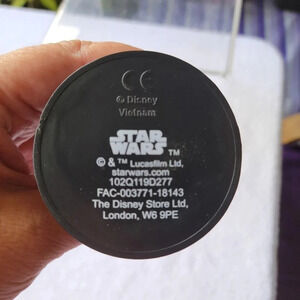 CE
© Disney
Vietnam
STAR
WARS ™
© & ™ Lucasfilm Ltd.
starwars.com
102Q119D277
FAC-003771-18143
The Disney Store Ltd,
London, W6 9PE